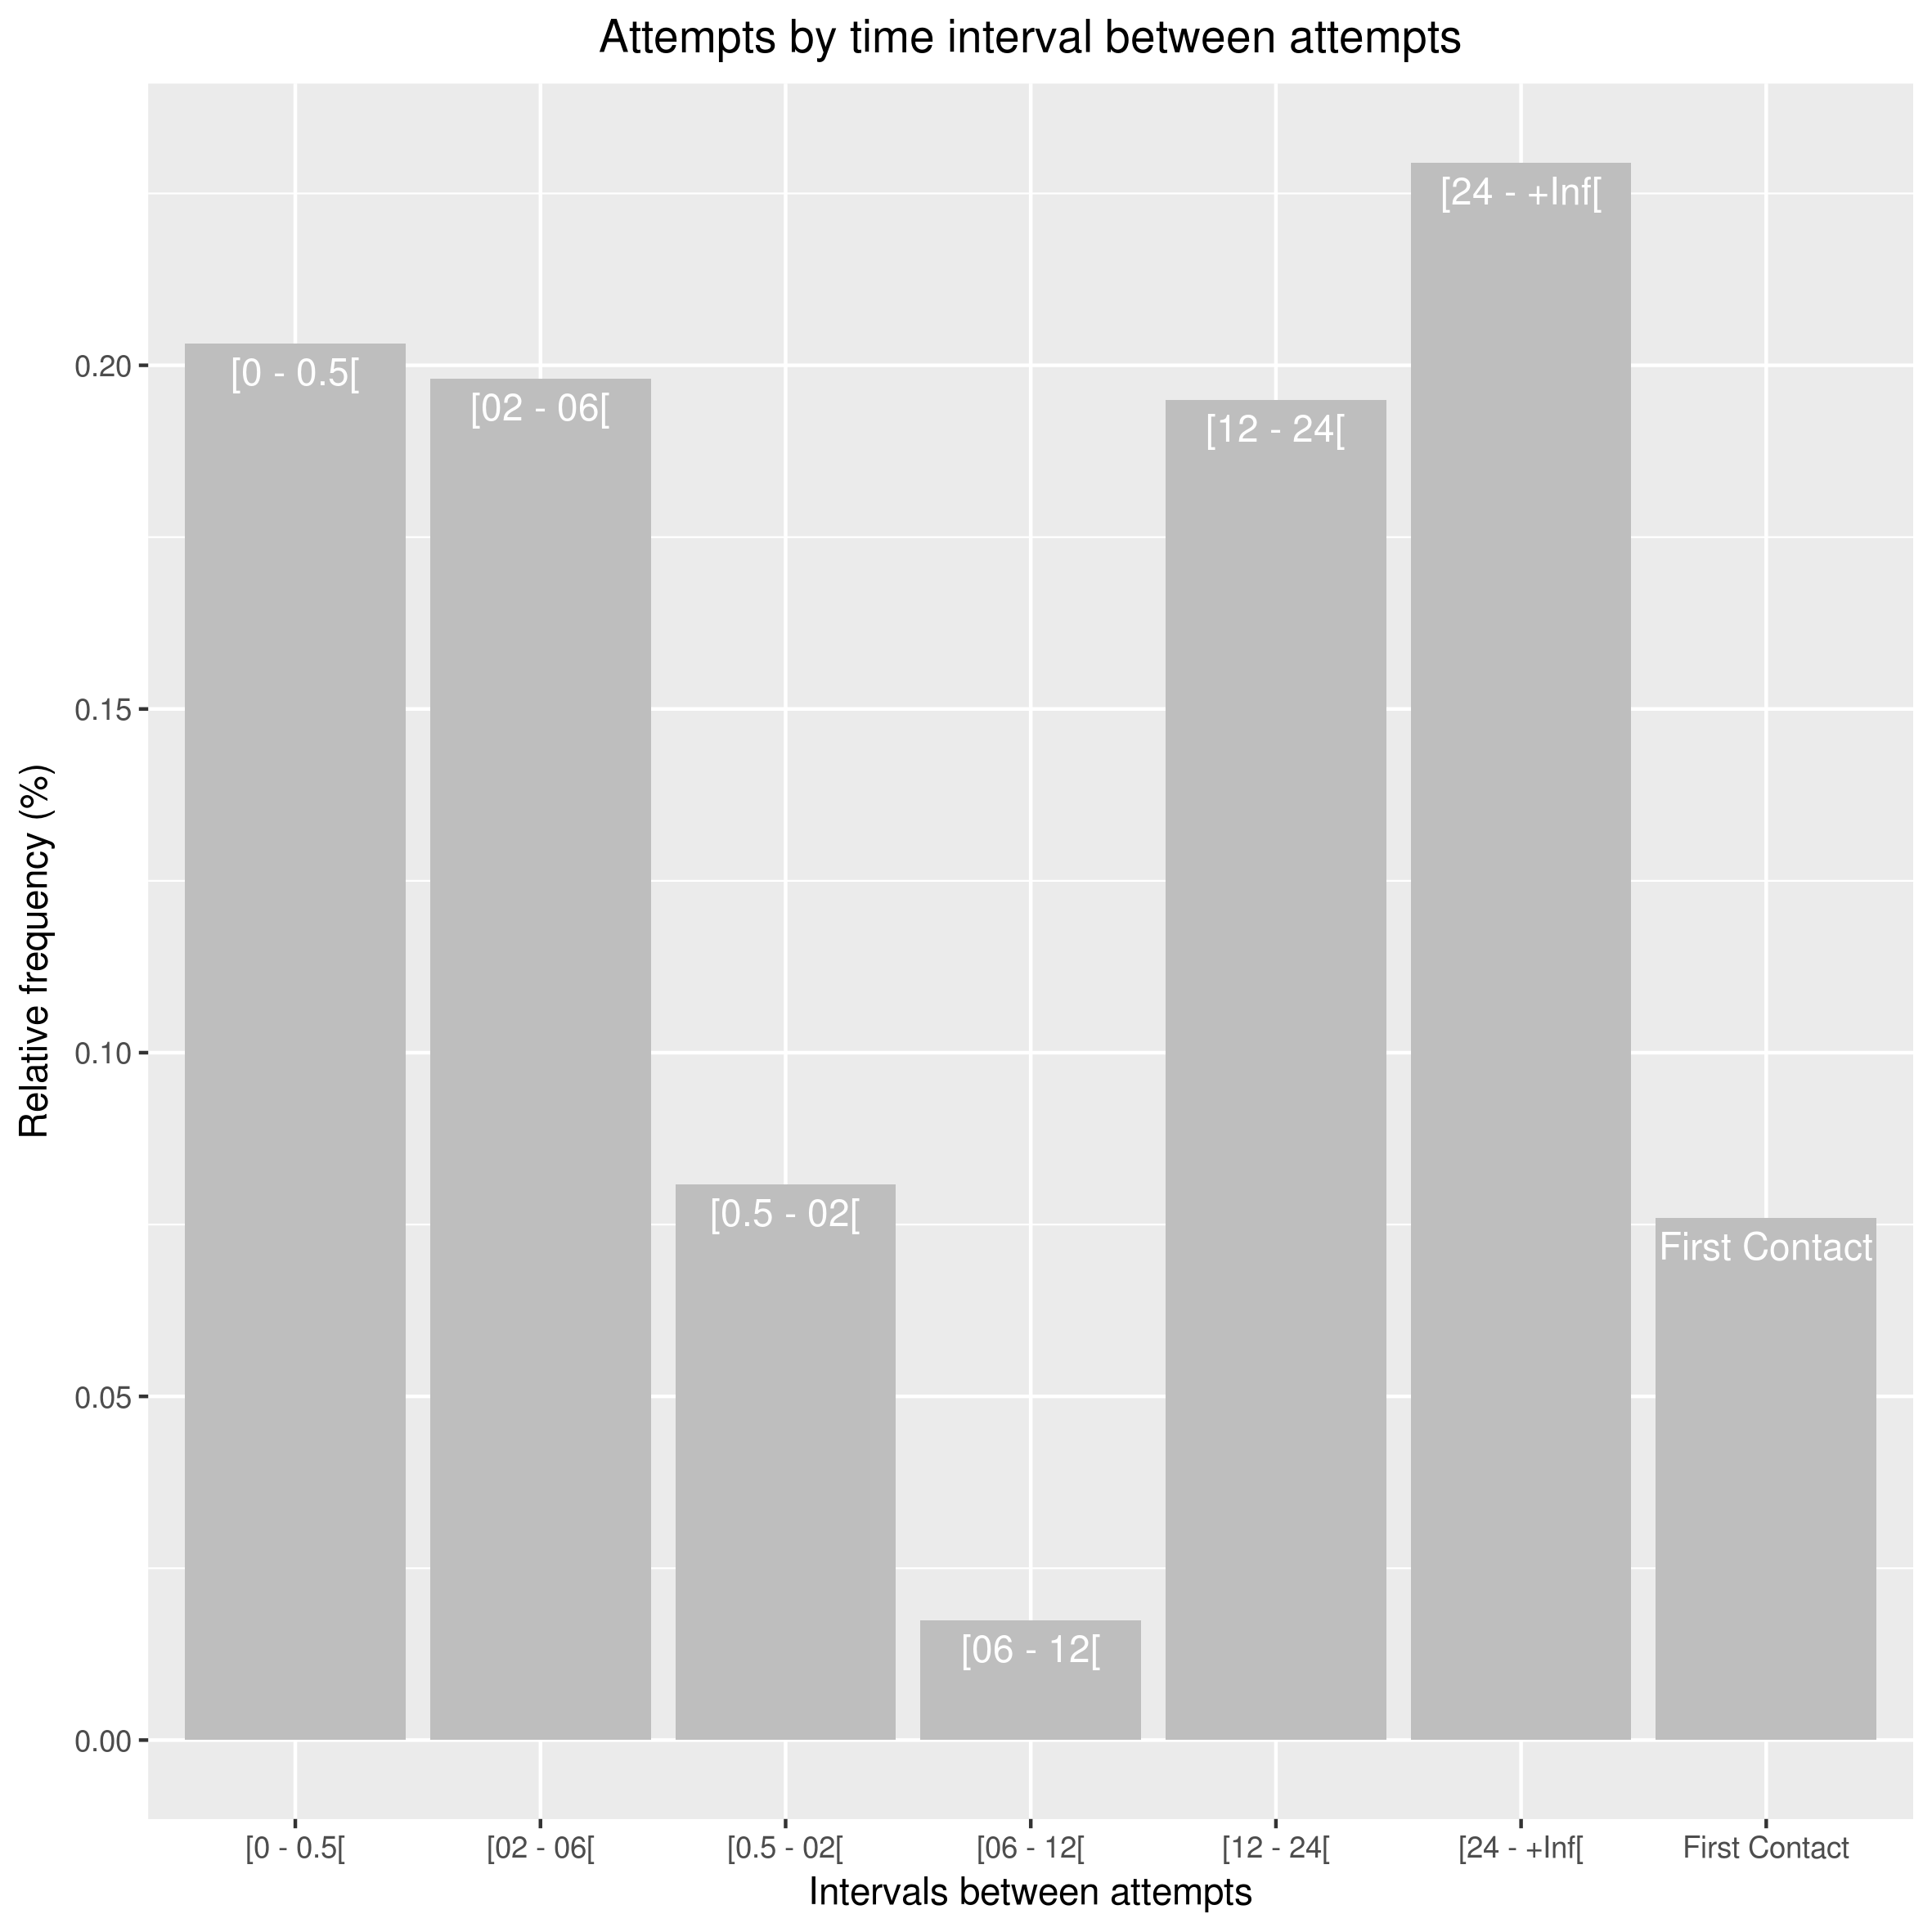 Attempts by time interval between attempts
Relative frequency (%)
0.20
0.15
0.10
0.05
0.00
[0 - 0.5[
[02 - 06[
[0.5 - 02[
[06 - 12[
[12 - 24[
[24 - +Inf[
First Contact
[0 - 0.5[ [02 - 06[ [0.5 - 02[ [06 - 12[ [12 - 24[ [24 - +Inf[ First Contact
Intervals between attempts